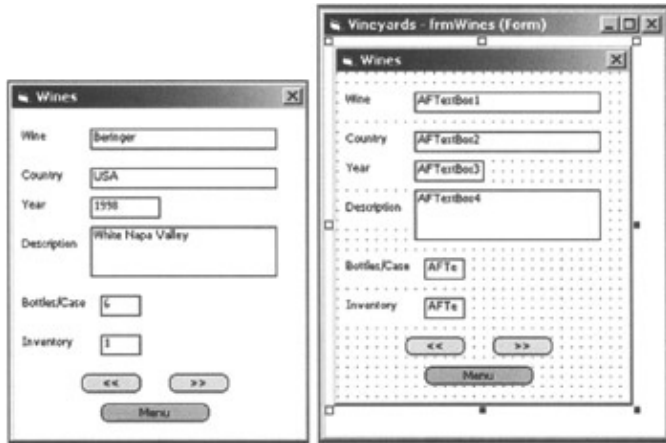 Wines
Wine Beringer
Country USA
Year 1998
Description White Napa Valley
Bottles/Case 6
Inventory 1
<< >>
Menu
Vineyards - frmWines (Form)
Wines
Wine AFTextBox1
Country AFTextBox2
Year AFTextBox3
Description AFTextBox4
Bottles/Case AFTe
Inventory AFTe
<< >>
Menu